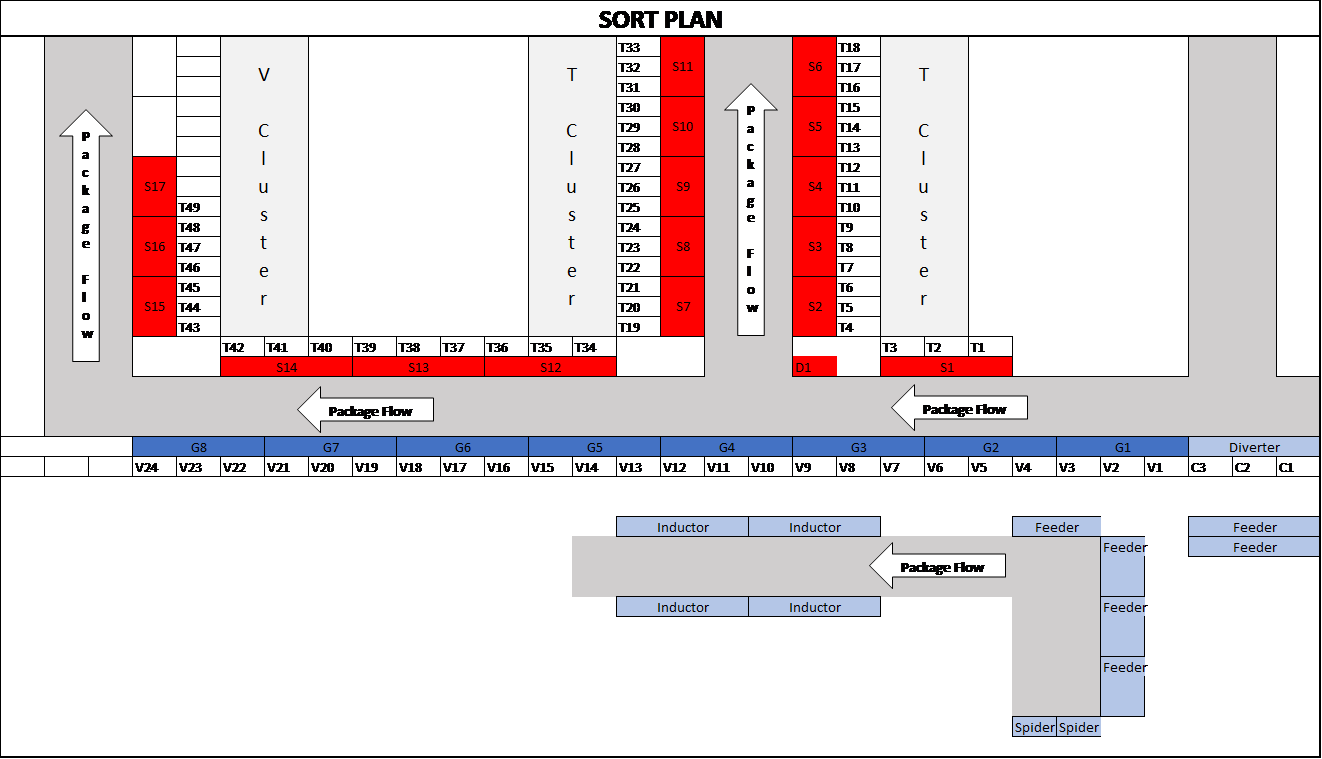 SORT PLAN
T33 S11 S6 T18
V T32 T17 T
T31 T16
T30 S10 S5 T15
C T29 T14 C
T28 T13
l T27 S9 S4 T12 l
S17 u T26 T11 u
T49 s T25 T10 s
T48 T24 S8 S3 T9
S16 T47 t T23 T8 t
T46 e T22 T7 e
T45 T21 S7 S2 T6
S15 T44 r T20 T5 r
T43 T19 T4
T
C
l
u
s
t
e
r
Package Flow
Package Flow
T42 T41 T40 T39 T38 T37 T36 T35 T34 T3 T2 T1
S14 S13 S12 D1 S1
Package Flow Package Flow
G8 G7 G6 G5 G4 G3 G2 G1 Diverter
V24 V23 V22 V21 V20 V19 V18 V17 V16 V15 V14 V13 V12 V11 V10 V9 V8 V7 V6 V5 V4 V3 V2 V1 C3 C2 C1
Inductor Inductor Feeder Feeder
Feeder Feeder
Package Flow
Inductor Inductor Feeder
Feeder
Spider Spider